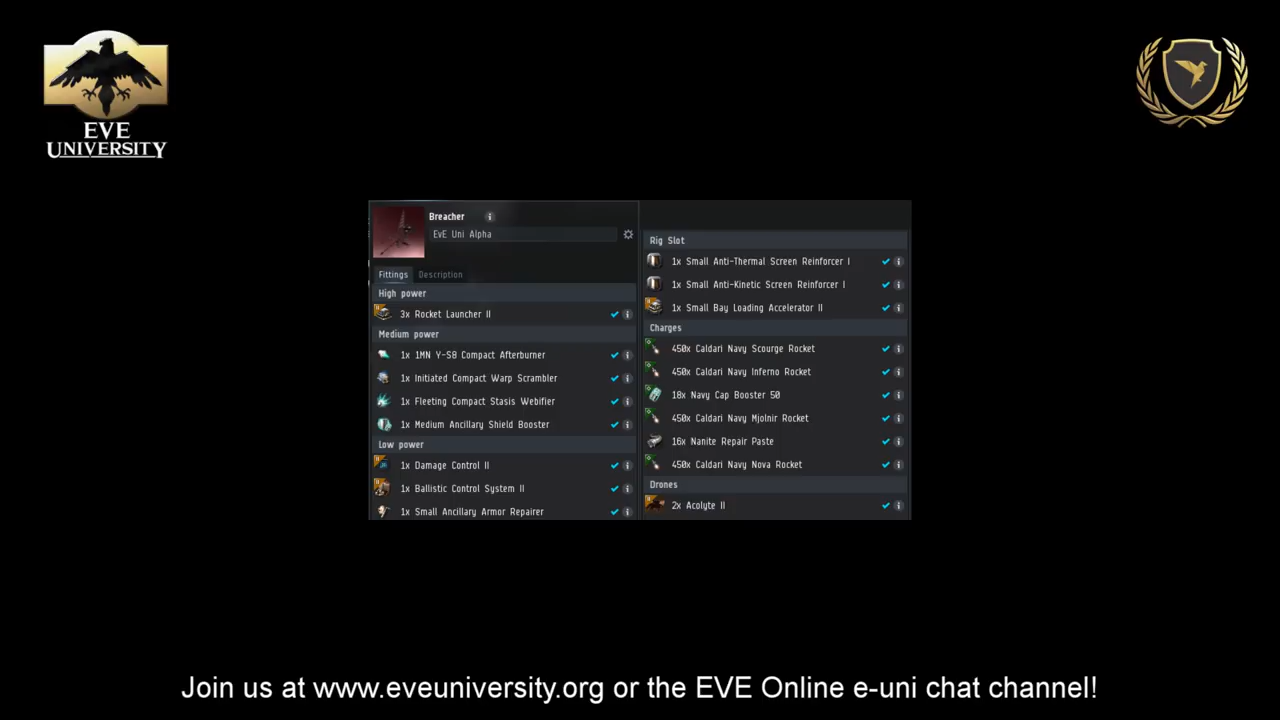 EVE
UNIVERSITY
Breacher
EvE Uni Alpha
Fittings Description
High power
3x Rocket Launcher II
Medium power
1x 1MN Y-S8 Compact Afterburner
1x Initiated Compact Warp Scrambler
1x Fleeting Compact Stasis Webifier
1x Medium Ancillary Shield Booster
Low power
1x Damage Control II
1x Ballistic Control System II
1x Small Ancillary Armor Repairer
Rig Slot
1x Small Anti-Thermal Screen Reinforcer I
1x Small Anti-Kinetic Screen Reinforcer I
1x Small Bay Loading Accelerator II
Charges
450x Caldari Navy Scourge Rocket
450x Caldari Navy Inferno Rocket
18x Navy Cap Booster 50
450x Caldari Navy Mjolnir Rocket
16x Nanite Repair Paste
450x Caldari Navy Nova Rocket
Drones
2x Acolyte II
Join us at www.eveuniversity.org or the EVE Online e-uni chat channel!